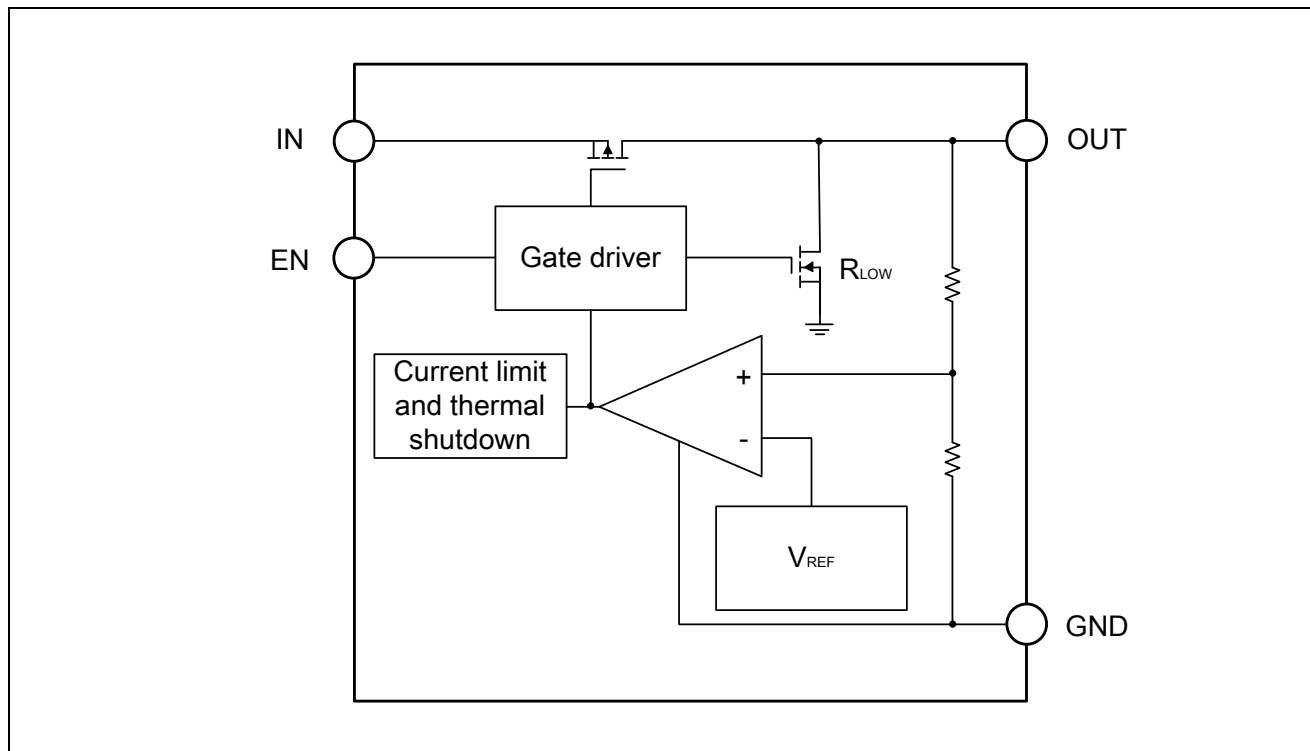 IN
OUT
EN
Gate driver
RLOW
Current limit
and thermal
shutdown
+
-
VREF
GND